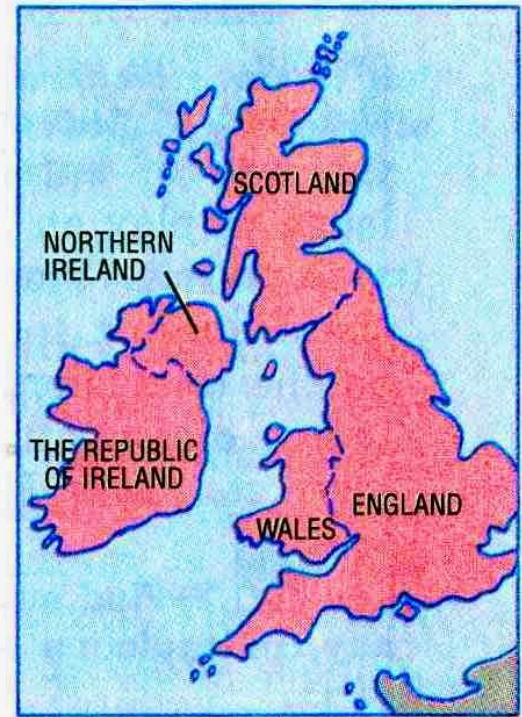 SCOTLAND
NORTHERN
IRELAND
THE REPUBLIC
OF IRELAND
WALES
ENGLAND